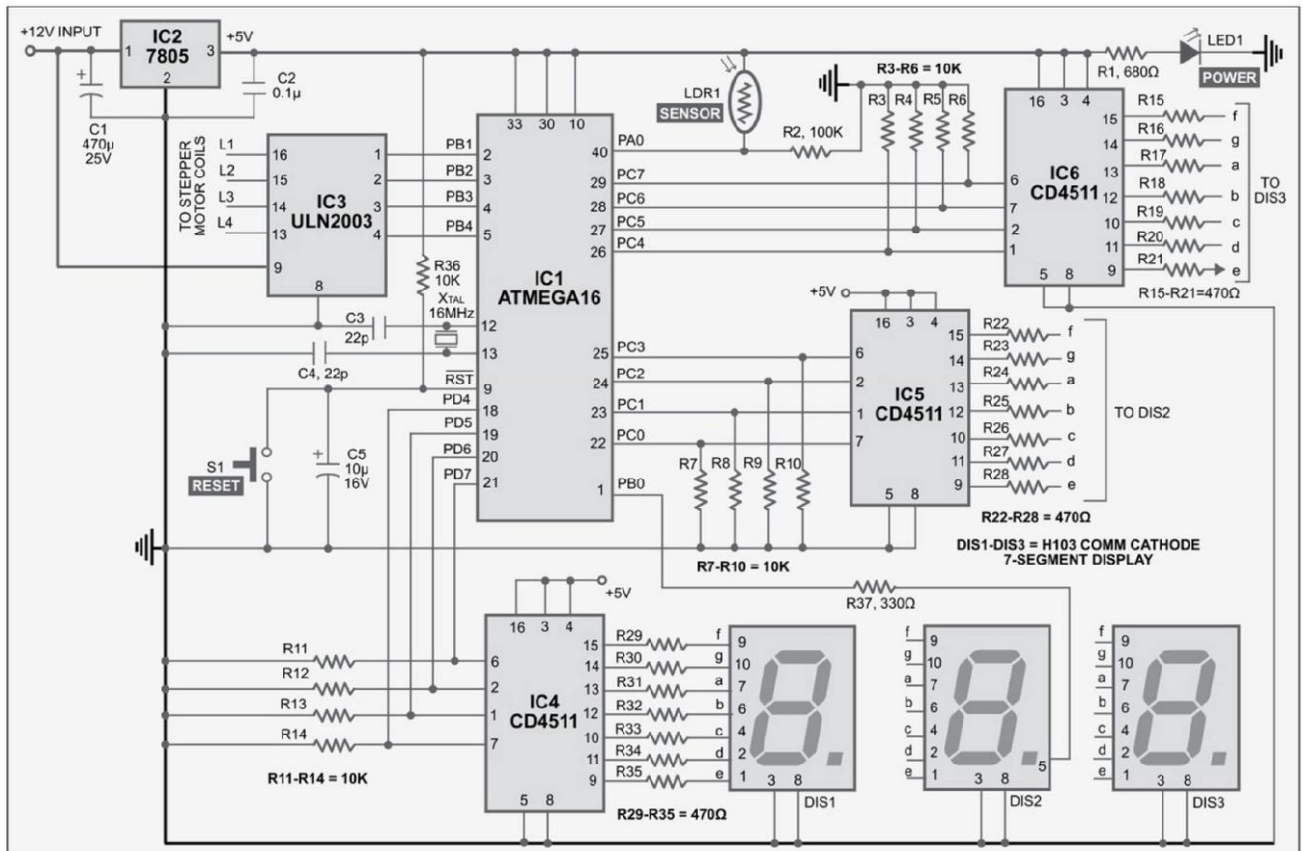 +12V INPUT
IC2
7805
1
3
2
+5V
C1
470µ
25V
C2
0.1µ
LDR1
SENSOR
R2, 100K
R3-R6 = 10K
R3
R4
R5
R6
R1, 680Ω
LED1
POWER
TO STEPPER
MOTOR COILS
L1
L2
L3
L4
16
15
14
13
9
IC3
ULN2003
1
2
3
4
8
PB1
PB2
PB3
PB4
R36
10K
XTAL
16MHz
C3
22p
C4, 22p
RST
PD4
PD5
PD6
PD7
S1
RESET
C5
10µ
16V
33
30
10
2
3
4
5
12
13
9
18
19
20
21
IC1
ATMEGA16
40
29
28
27
26
25
24
23
22
1
PA0
PC7
PC6
PC5
PC4
PC3
PC2
PC1
PC0
PB0
16
3
4
6
7
2
1
IC6
CD4511
15
14
13
12
10
11
9
5
8
R15
R16
R17
R18
R19
R20
R21
f
g
a
b
c
d
e
TO
DIS3
R15-R21=470Ω
+5V
16
3
4
6
2
1
7
IC5
CD4511
15
14
13
12
10
11
9
5
8
R22
R23
R24
R25
R26
R27
R28
f
g
a
b
c
d
e
TO DIS2
R7
R8
R9
R10
R7-R10 = 10K
R22-R28 = 470Ω
DIS1-DIS3 = H103 COMM CATHODE
7-SEGMENT DISPLAY
R37, 330Ω
+5V
R11
R12
R13
R14
R11-R14 = 10K
16
3
4
6
2
1
7
IC4
CD4511
15
14
13
12
10
11
9
5
8
R29
R30
R31
R32
R33
R34
R35
R29-R35 = 470Ω
f
g
a
b
c
d
e
9
10
7
6
4
2
1
3
8
DIS1
f
g
a
b
c
d
e
9
10
7
6
4
2
1
5
3
8
DIS2
f
g
a
b
c
d
e
9
10
7
6
4
2
1
3
8
DIS3